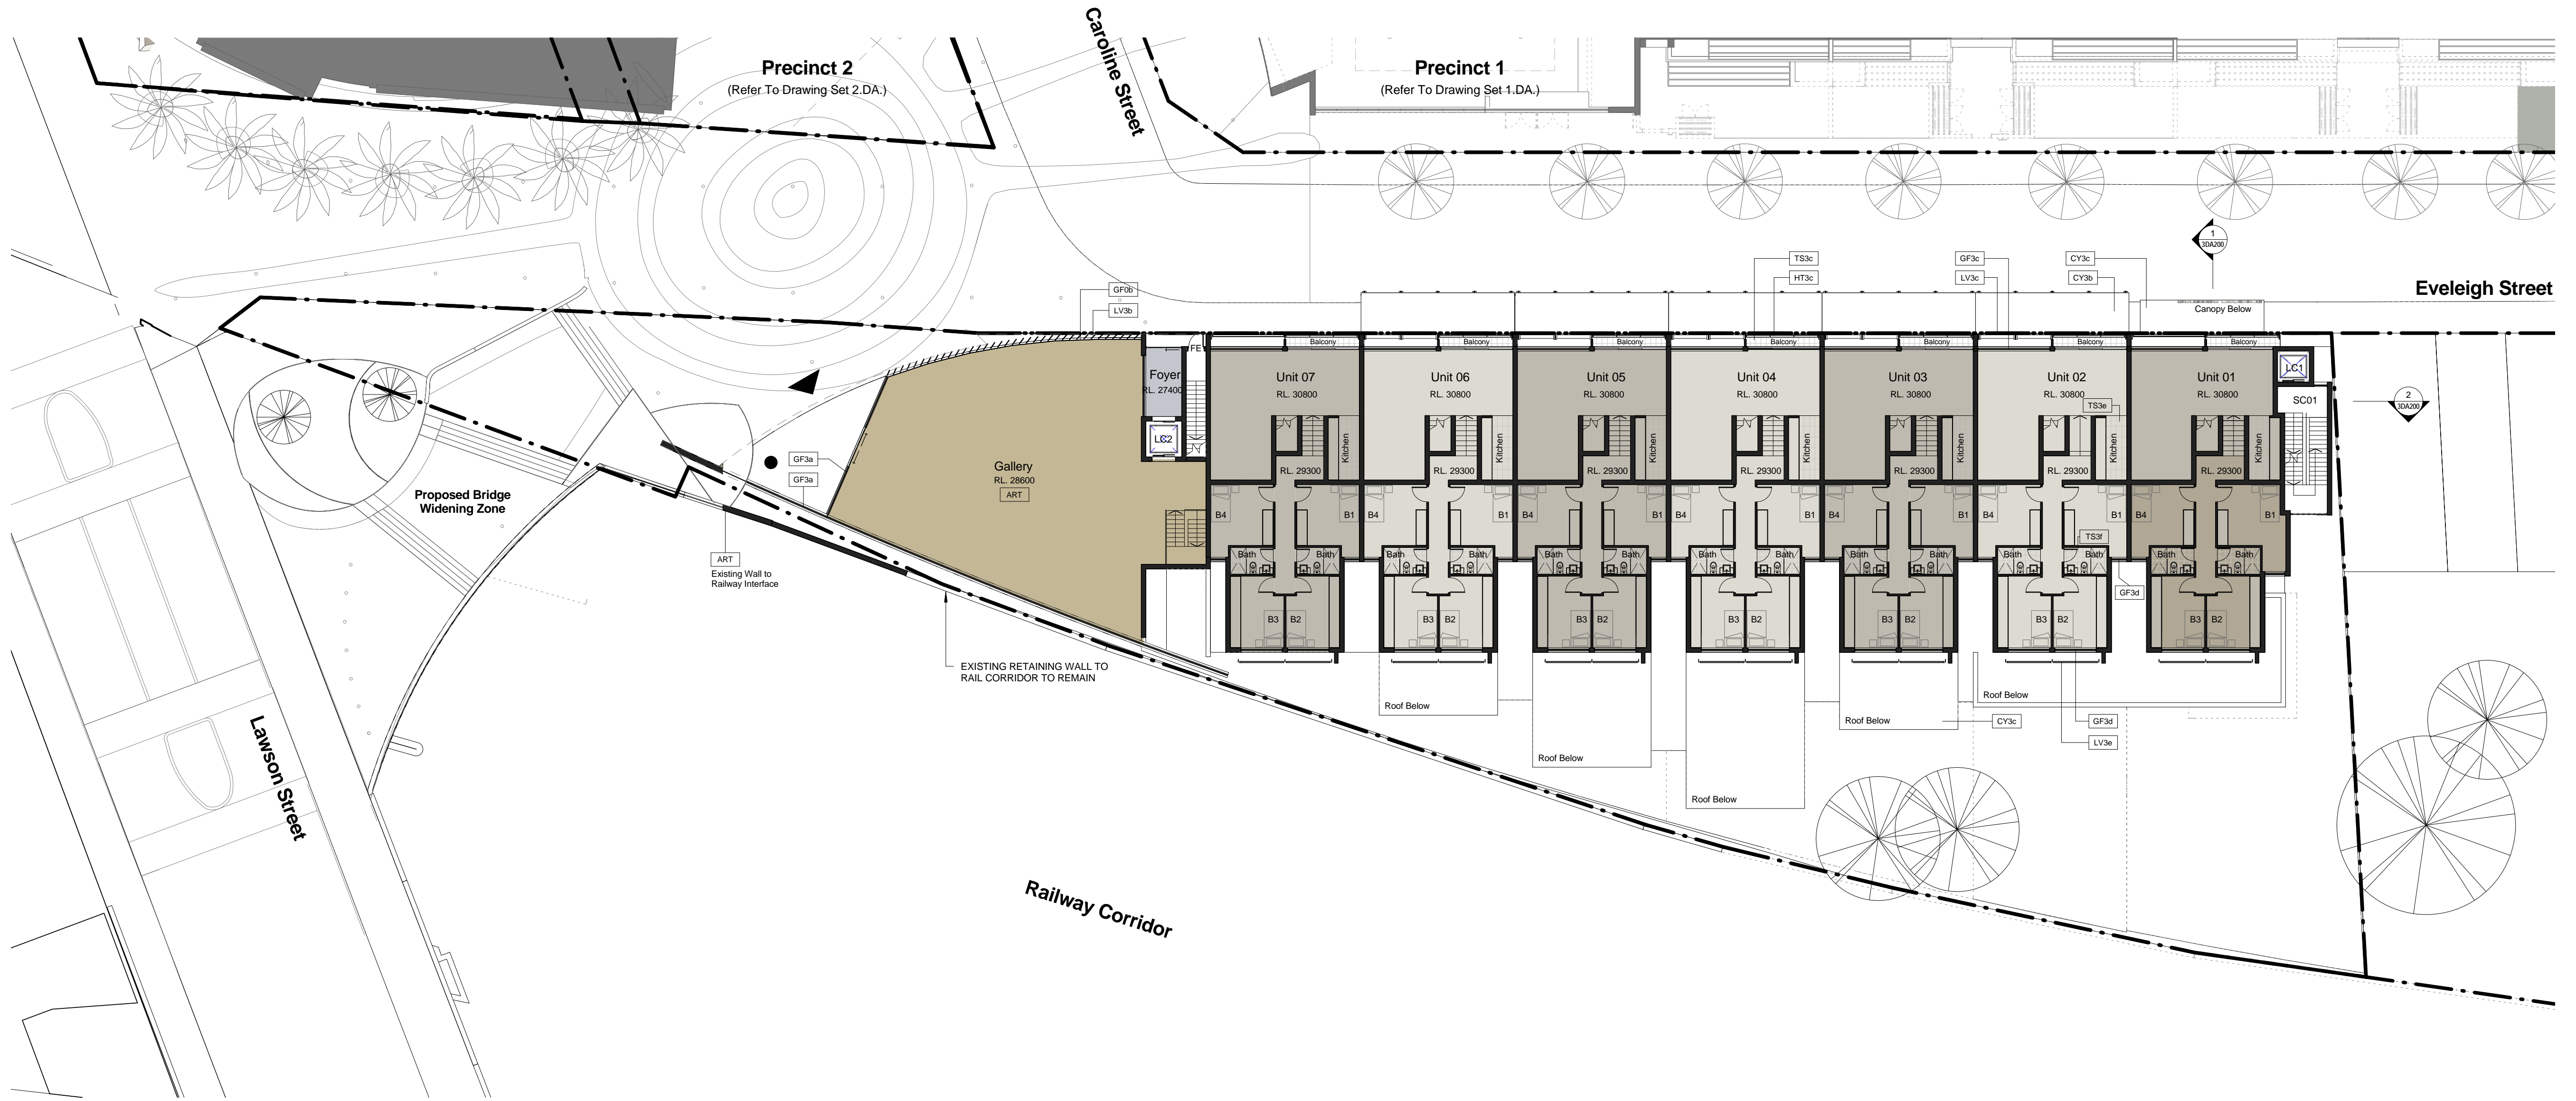 Caroline Street
Precinct 2
(Refer To Drawing Set 2.DA.)
Precinct 1
(Refer To Drawing Set 1.DA.)
1
3DA200
TS3c
HT3c
GF3c
LV3c
CY3c
CY3b
Eveleigh Street
Canopy Below
GF0b
LV3b
FE
Balcony
Balcony
Balcony
Balcony
Balcony
Balcony
Balcony
Foyer
RL. 27400
LC2
Unit 07
RL. 30800
Unit 06
RL. 30800
Unit 05
RL. 30800
Unit 04
RL. 30800
Unit 03
RL. 30800
Unit 02
RL. 30800
TS3e
Unit 01
RL. 30800
LC1
SC01
2
3DA200
Kitchen
Kitchen
Kitchen
Kitchen
Kitchen
Kitchen
Kitchen
RL. 29300
RL. 29300
RL. 29300
RL. 29300
RL. 29300
RL. 29300
RL. 29300
GF3a
GF3a
Gallery
RL. 28600
ART
Proposed Bridge
Widening Zone
B4
B1
B4
B1
B4
B1
B4
B1
B4
B1
B4
B1
B4
B1
TS3f
Bath
Bath
Bath
Bath
Bath
Bath
Bath
Bath
Bath
Bath
Bath
Bath
Bath
Bath
GF3d
ART
Existing Wall to
Railway Interface
B3
B2
B3
B2
B3
B2
B3
B2
B3
B2
B3
B2
B3
B2
EXISTING RETAINING WALL TO
RAIL CORRIDOR TO REMAIN
Roof Below
Roof Below
Roof Below
Roof Below
Roof Below
CY3c
GF3d
LV3e
Lawson Street
Railway Corridor